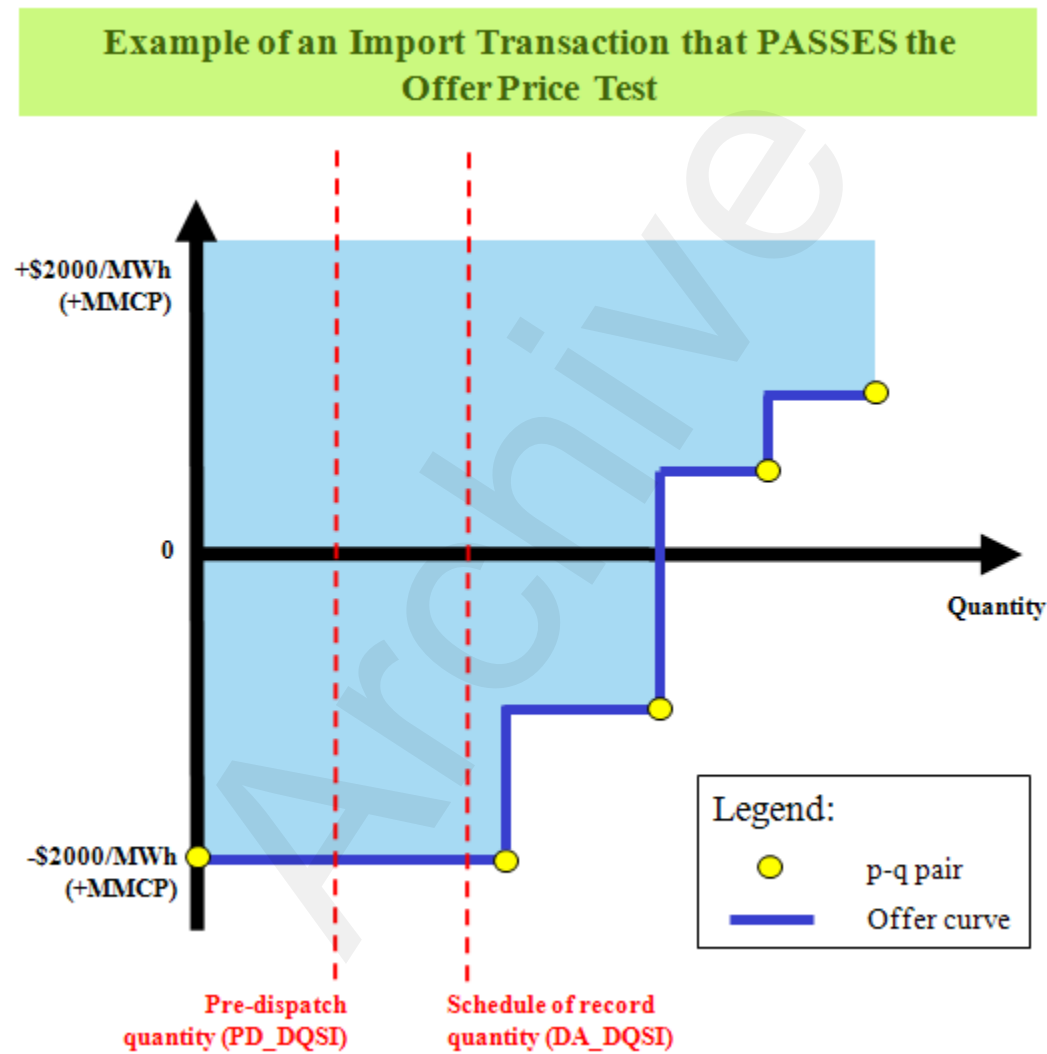 Example of an Import Transaction that PASSES the
Offer Price Test
+$2000/MWh
(+MMCP)
0
Quantity
-$2000/MWh
(+MMCP)
Legend:
p-q pair
Offer curve
Pre-dispatch
quantity (PD_DQSI)
Schedule of record
quantity (DA_DQSI)
Archive